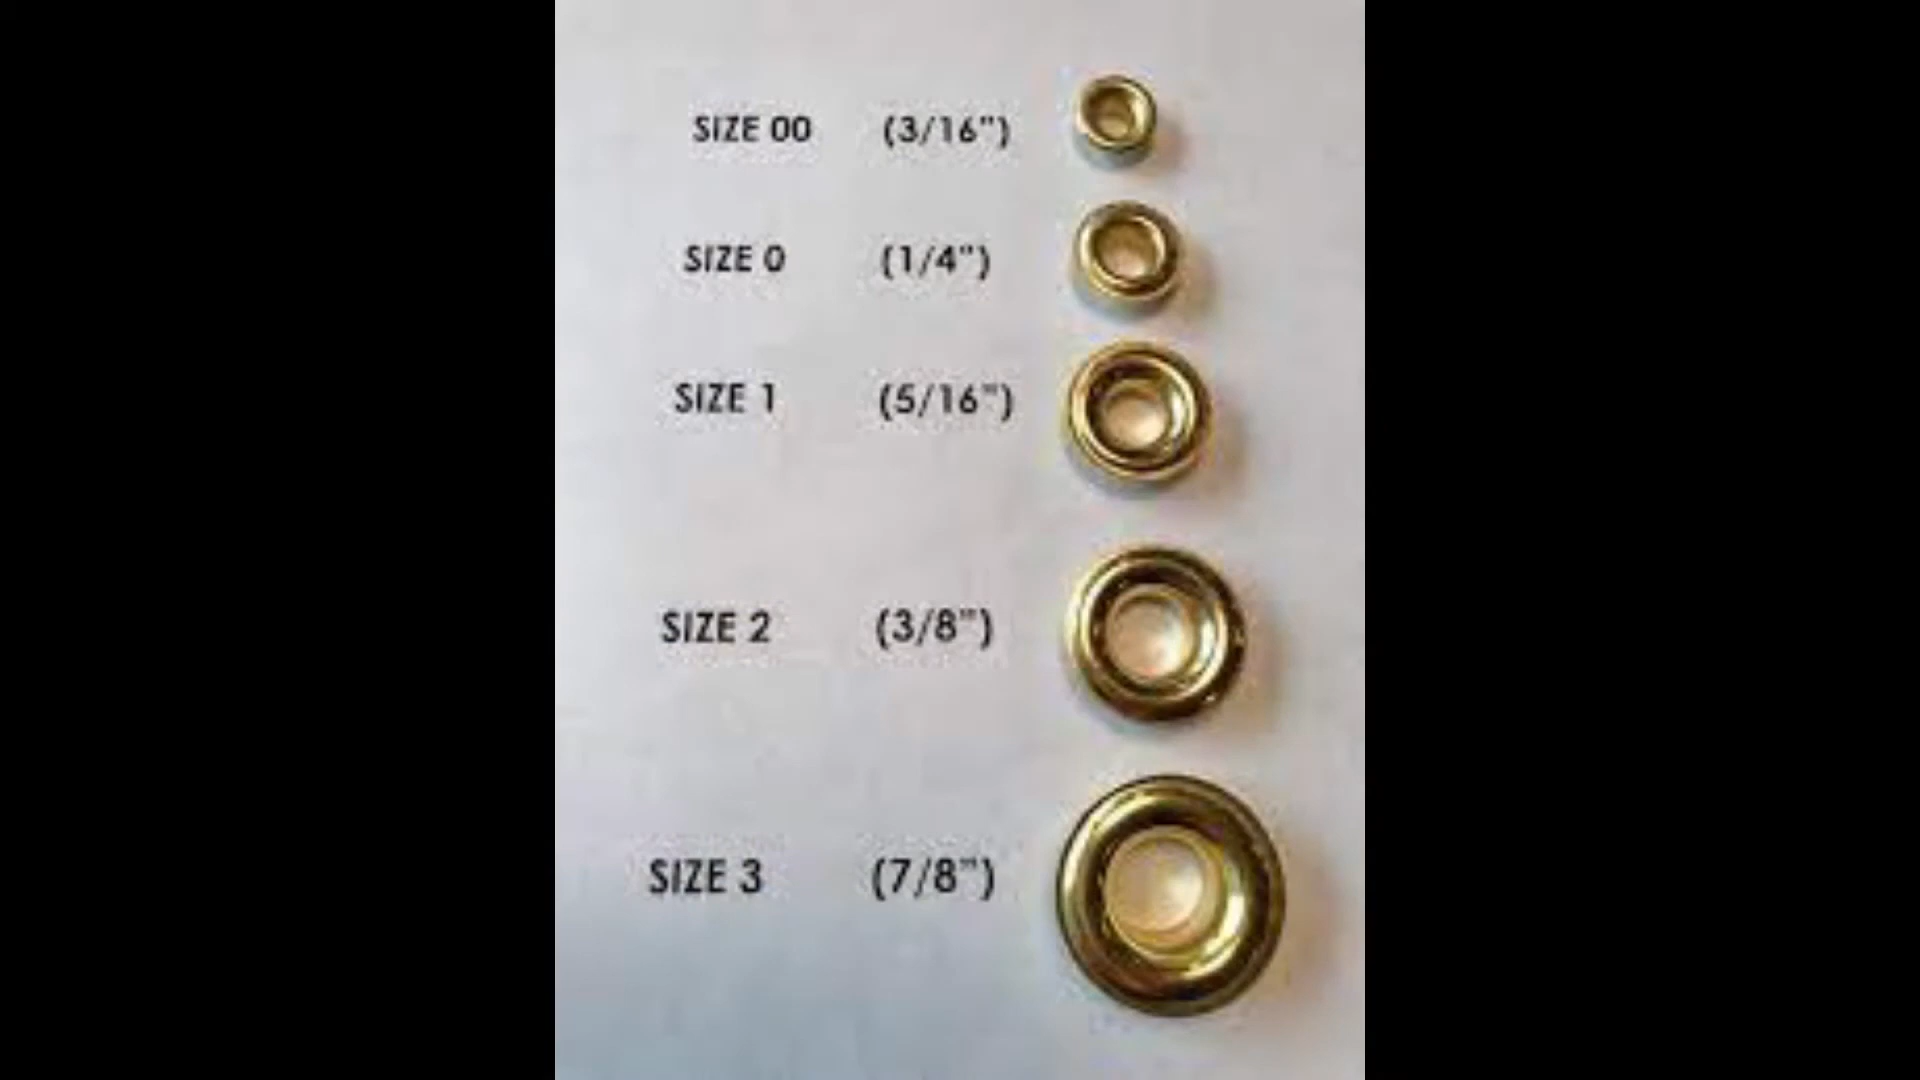 SIZE 00 (3/16")
SIZE 0 (1/4")
SIZE 1 (5/16")
SIZE 2 (3/8")
SIZE 3 (7/8")